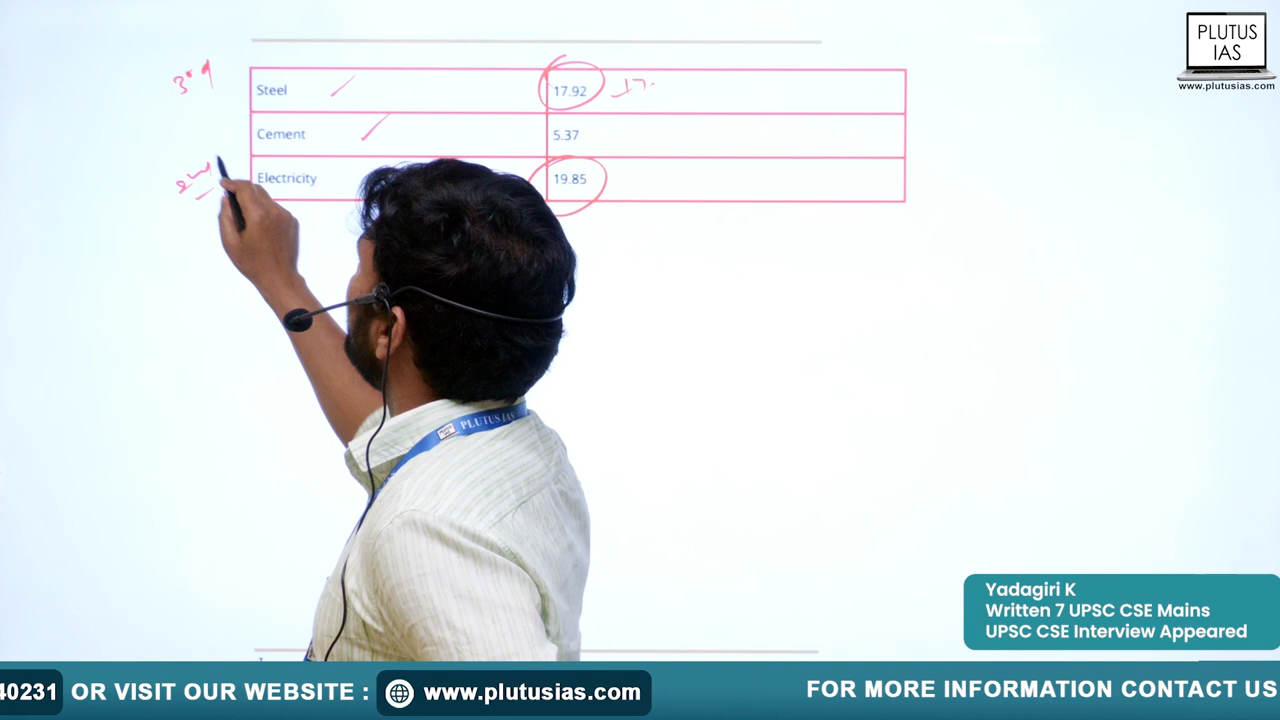 PLUTUS
IAS
www.plutusias.com
3rd
Steel 17.92 17.
Cement 5.37
2nd
Electricity 19.85
PLUTUS IAS
Yadagiri K
Written 7 UPSC CSE Mains
UPSC CSE Interview Appeared
40231 OR VISIT OUR WEBSITE : www.plutusias.com FOR MORE INFORMATION CONTACT US